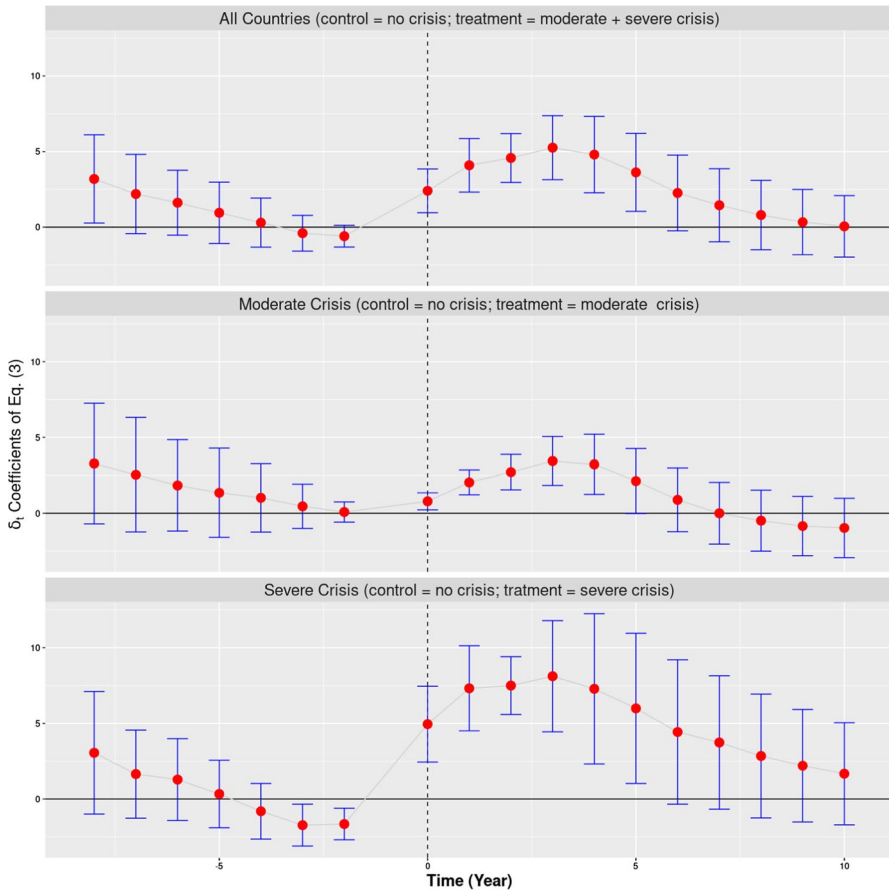 All Countries (control = no crisis; treatment = moderate + severe crisis)
10
5
0
Moderate Crisis (control = no crisis; treatment = moderate  crisis)
10
5
0
δt Coefficients of Eq. (3)
Severe Crisis (control = no crisis; tratment = severe crisis)
10
5
0
-5 0 5 10
Time (Year)